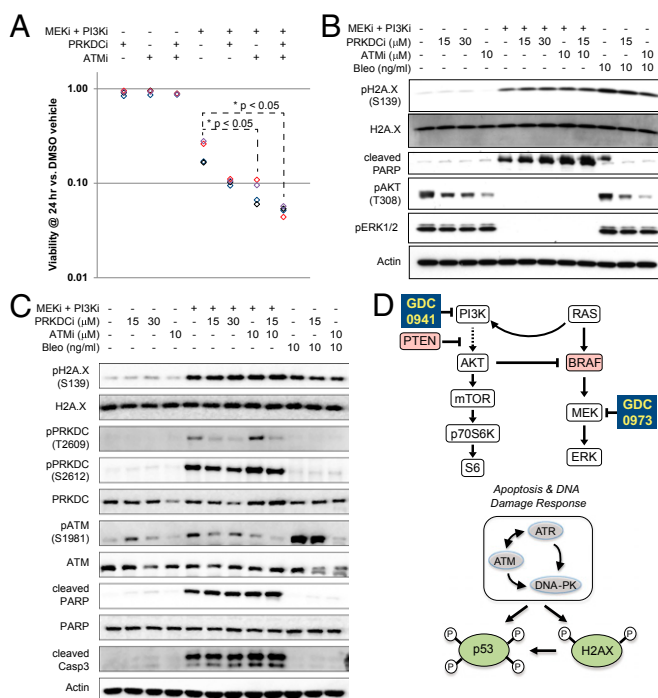 A
MEKi + PI3Ki - - - - + + + +
PRKDCi + - + - + - +
ATMi - + + - - + +
Viability @ 24 hr vs. DMSO vehicle
1.00
0.10
0.01
* p < 0.05
* p < 0.05
B
MEKi + PI3Ki - - - - + + + + + - - -
PRKDCi (μM) - 15 30 - - 15 30 - 15 - 15 -
ATMi (μM) - - - 10 - - - 10 10 - - 10
Bleo (ng/ml) - - - - - - - - - 10 10 10
pH2A.X
(S139)
H2A.X
cleaved
PARP
pAKT
(T308)
pERK1/2
Actin
C
MEKi + PI3Ki - - - - + + + + + - - -
PRKDCi (μM) - 15 30 - - 15 30 - 15 - 15 -
ATMi (μM) - - - 10 - - - 10 10 - - 10
Bleo (ng/ml) - - - - - - - - - 10 10 10
pH2A.X
(S139)
H2A.X
pPRKDC
(T2609)
pPRKDC
(S2612)
PRKDC
pATM
(S1981)
ATM
cleaved
PARP
PARP
cleaved
Casp3
Actin
D
GDC
0941
PI3K
RAS
PTEN
AKT
BRAF
mTOR
MEK
GDC
0973
p70S6K
S6
ERK
Apoptosis & DNA
Damage Response
ATR
ATM
DNA-PK
P
P
P
P
p53
P
P
H2AX